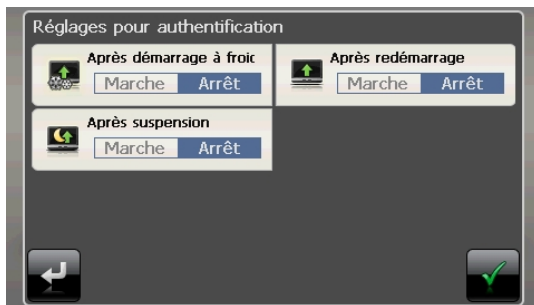 Réglages pour authentification
Après démarrage à froic
Marche Arrêt
Après redémarrage
Marche Arrêt
Après suspension
Marche Arrêt